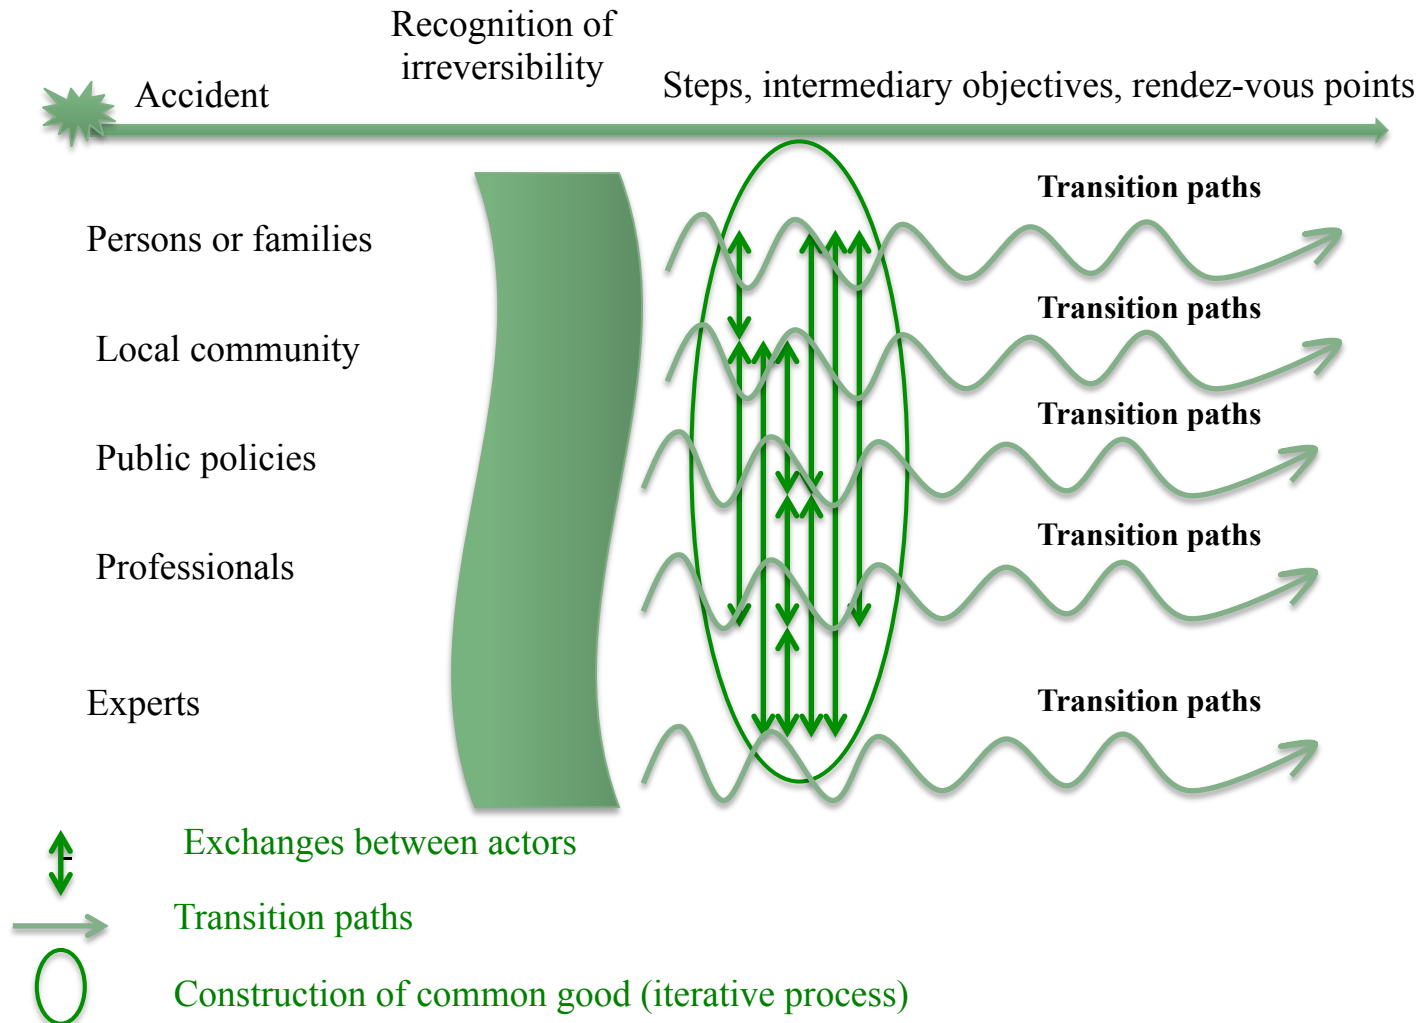 Recognition of
irreversibility
Accident
Steps, intermediary objectives, rendez-vous points
Transition paths
Persons or families
Transition paths
Local community
Transition paths
Public policies
Transition paths
Professionals
Transition paths
Experts
Exchanges between actors
Transition paths
Construction of common good (iterative process)